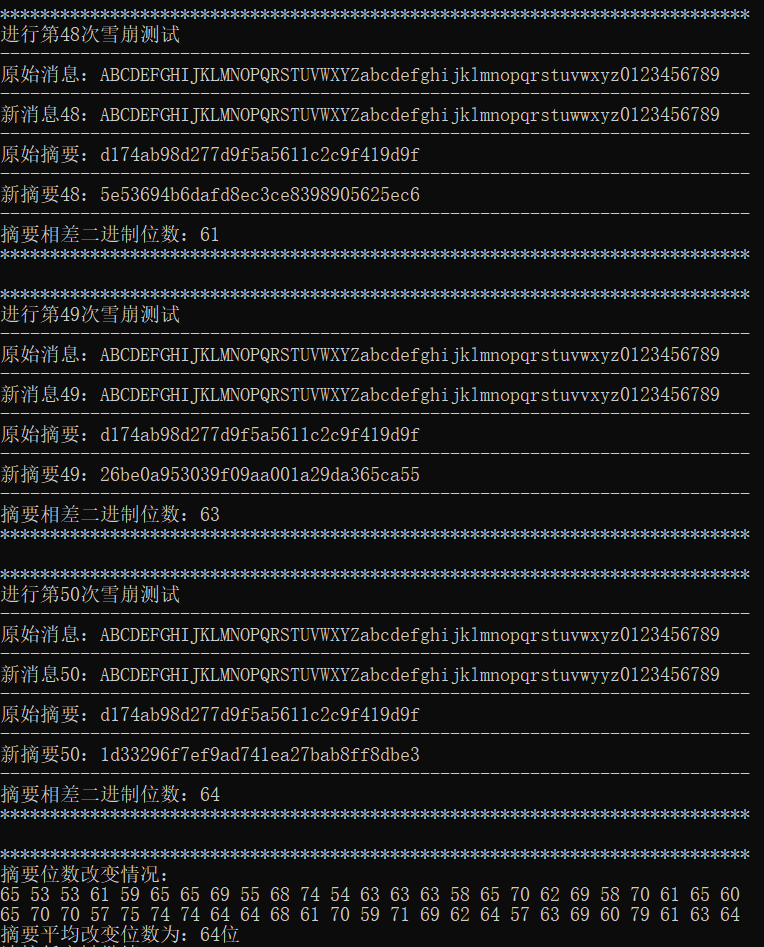 ***************************************************************************
进行第48次雪崩测试
---------------------------------------------------------------------------
原始消息：ABCDEFGHIJKLMNOPQRSTUVWXYZabcdefghijklmnopqrstuvwxyz0123456789
---------------------------------------------------------------------------
新消息48：ABCDEFGHIJKLMNOPQRSTUVWXYZabcdefghijklmnopqrstuwwxyz0123456789
---------------------------------------------------------------------------
原始摘要：d174ab98d277d9f5a5611c2c9f419d9f
---------------------------------------------------------------------------
新摘要48：5e53694b6dafd8ec3ce8398905625ec6
---------------------------------------------------------------------------
摘要相差二进制位数：61
***************************************************************************
***************************************************************************
进行第49次雪崩测试
---------------------------------------------------------------------------
原始消息：ABCDEFGHIJKLMNOPQRSTUVWXYZabcdefghijklmnopqrstuvwxyz0123456789
---------------------------------------------------------------------------
新消息49：ABCDEFGHIJKLMNOPQRSTUVWXYZabcdefghijklmnopqrstuvvxyz0123456789
---------------------------------------------------------------------------
原始摘要：d174ab98d277d9f5a5611c2c9f419d9f
---------------------------------------------------------------------------
新摘要49：26be0a953039f09aa001a29da365ca55
---------------------------------------------------------------------------
摘要相差二进制位数：63
***************************************************************************
***************************************************************************
进行第50次雪崩测试
---------------------------------------------------------------------------
原始消息：ABCDEFGHIJKLMNOPQRSTUVWXYZabcdefghijklmnopqrstuvwxyz0123456789
---------------------------------------------------------------------------
新消息50：ABCDEFGHIJKLMNOPQRSTUVWXYZabcdefghijklmnopqrstuvwyyz0123456789
---------------------------------------------------------------------------
原始摘要：d174ab98d277d9f5a5611c2c9f419d9f
---------------------------------------------------------------------------
新摘要50：1d33296f7ef9ad741ea27bab8ff8dbe3
---------------------------------------------------------------------------
摘要相差二进制位数：64
***************************************************************************
***************************************************************************
摘要位数改变情况：
65 53 53 61 59 65 65 69 55 68 74 54 63 63 63 58 65 70 62 69 58 70 61 65 60
65 70 70 57 75 74 74 64 64 68 61 70 59 71 69 62 64 57 63 69 60 79 61 63 64
摘要平均改变位数为：64位